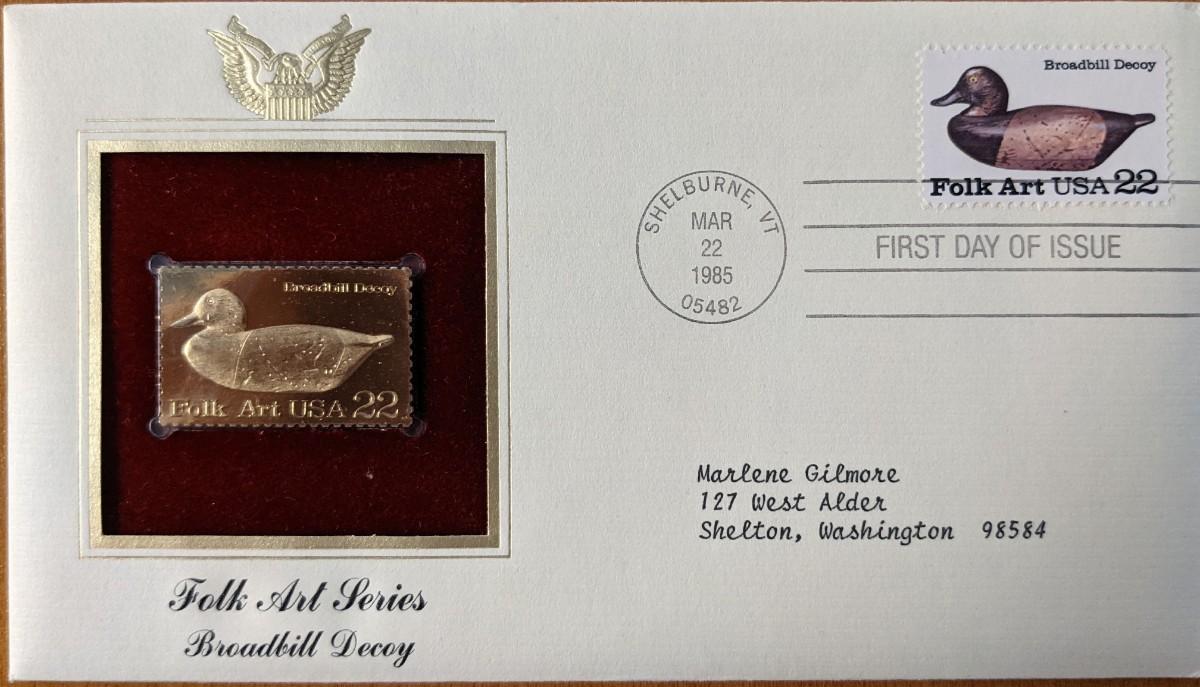 Broadbill Decoy
Folk Art USA 22
SHELBURNE, VT
MAR
22
1985
05482
FIRST DAY OF ISSUE
Broadbill Decoy
Folk Art USA 22
Marlene Gilmore
127 West Alder
Shelton, Washington 98584
Folk Art Series
Broadbill Decoy